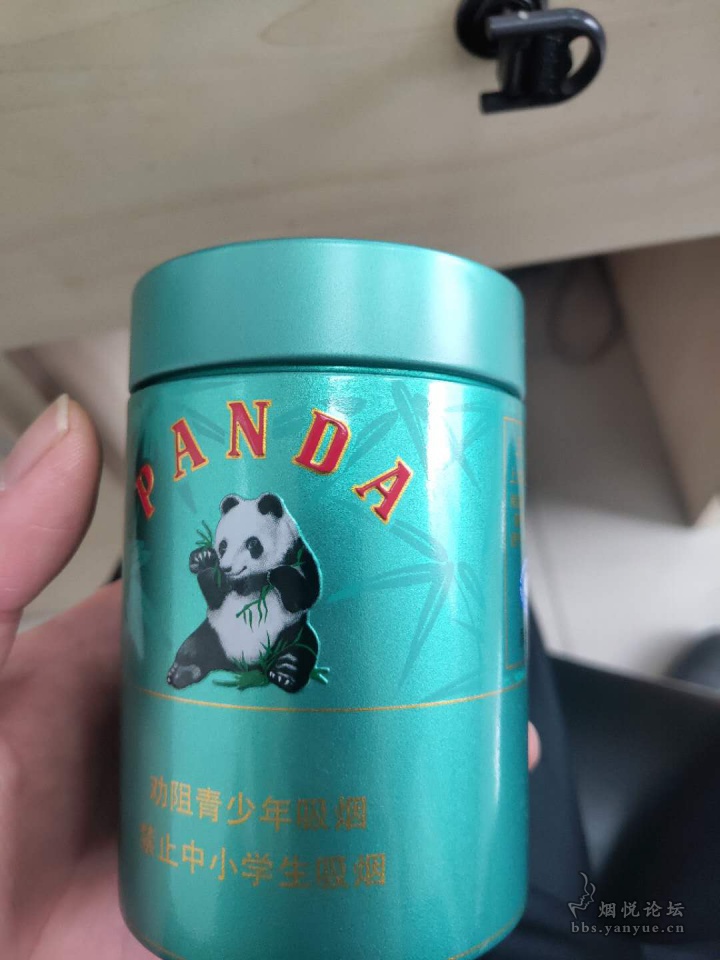 PANDA
劝阻青少年吸烟
禁止中小学生吸烟
烟悦论坛
bbs.yanyue.cn